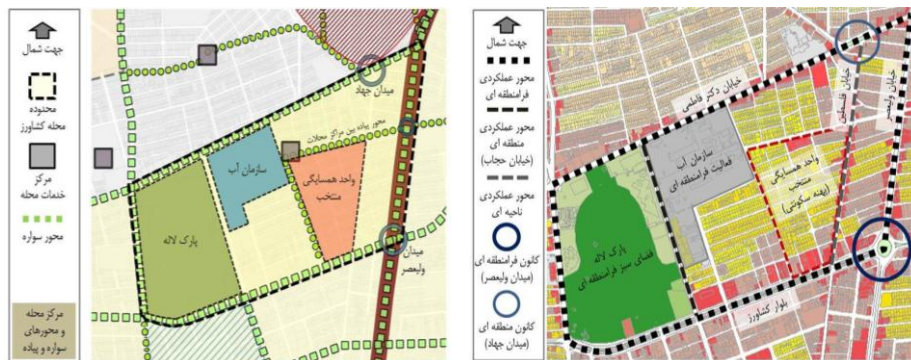 جهت شمال
محدوده
محله کشاورز
مرکز
خدمات محله
محور سواره
مرکز محله
و محورهای
سواره و پیاده
میدان جهاد
محور پیاده بین مراکز محلات
سازمان آب
واحد همسایگی
منتخب
پارک لاله
میدان
ولیعصر
جهت شمال
محور عملکردی
فرامنطقه ای
محور عملکردی
منطقه ای
(خیابان حجاب)
محور عملکردی
ناحیه ای
کانون فرامنطقه ای
(میدان ولیعصر)
کانون منطقه ای
(میدان جهاد)
خیابان دکتر فاطمی
خیابان فلسطین
خیابان ولیعصر
سازمان آب
فعالیت فرامنطقه ای
واحد همسایگی
منتخب
(پهنه سکونتی)
پارک لاله
فضای سبز فرامنطقه ای
بلوار کشاورز